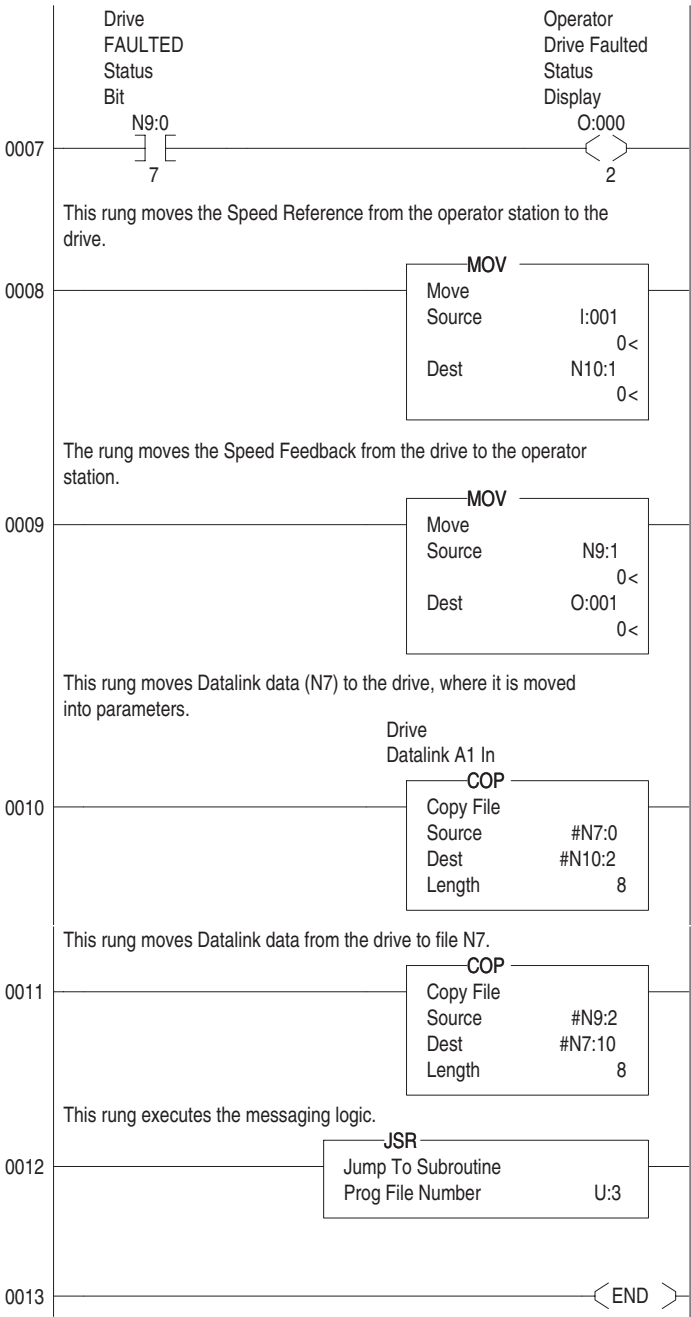 Drive
FAULTED
Status
Bit
N9:0
7
Operator
Drive Faulted
Status
Display
O:000
2
0007
This rung moves the Speed Reference from the operator station to the
drive.
0008
MOV
Move
Source I:001
0<
Dest N10:1
0<
The rung moves the Speed Feedback from the drive to the operator
station.
0009
MOV
Move
Source N9:1
0<
Dest O:001
0<
This rung moves Datalink data (N7) to the drive, where it is moved
into parameters.
Drive
Datalink A1 In
0010
COP
Copy File
Source #N7:0
Dest #N10:2
Length 8
This rung moves Datalink data from the drive to file N7.
0011
COP
Copy File
Source #N9:2
Dest #N7:10
Length 8
This rung executes the messaging logic.
0012
JSR
Jump To Subroutine
Prog File Number U:3
0013
END